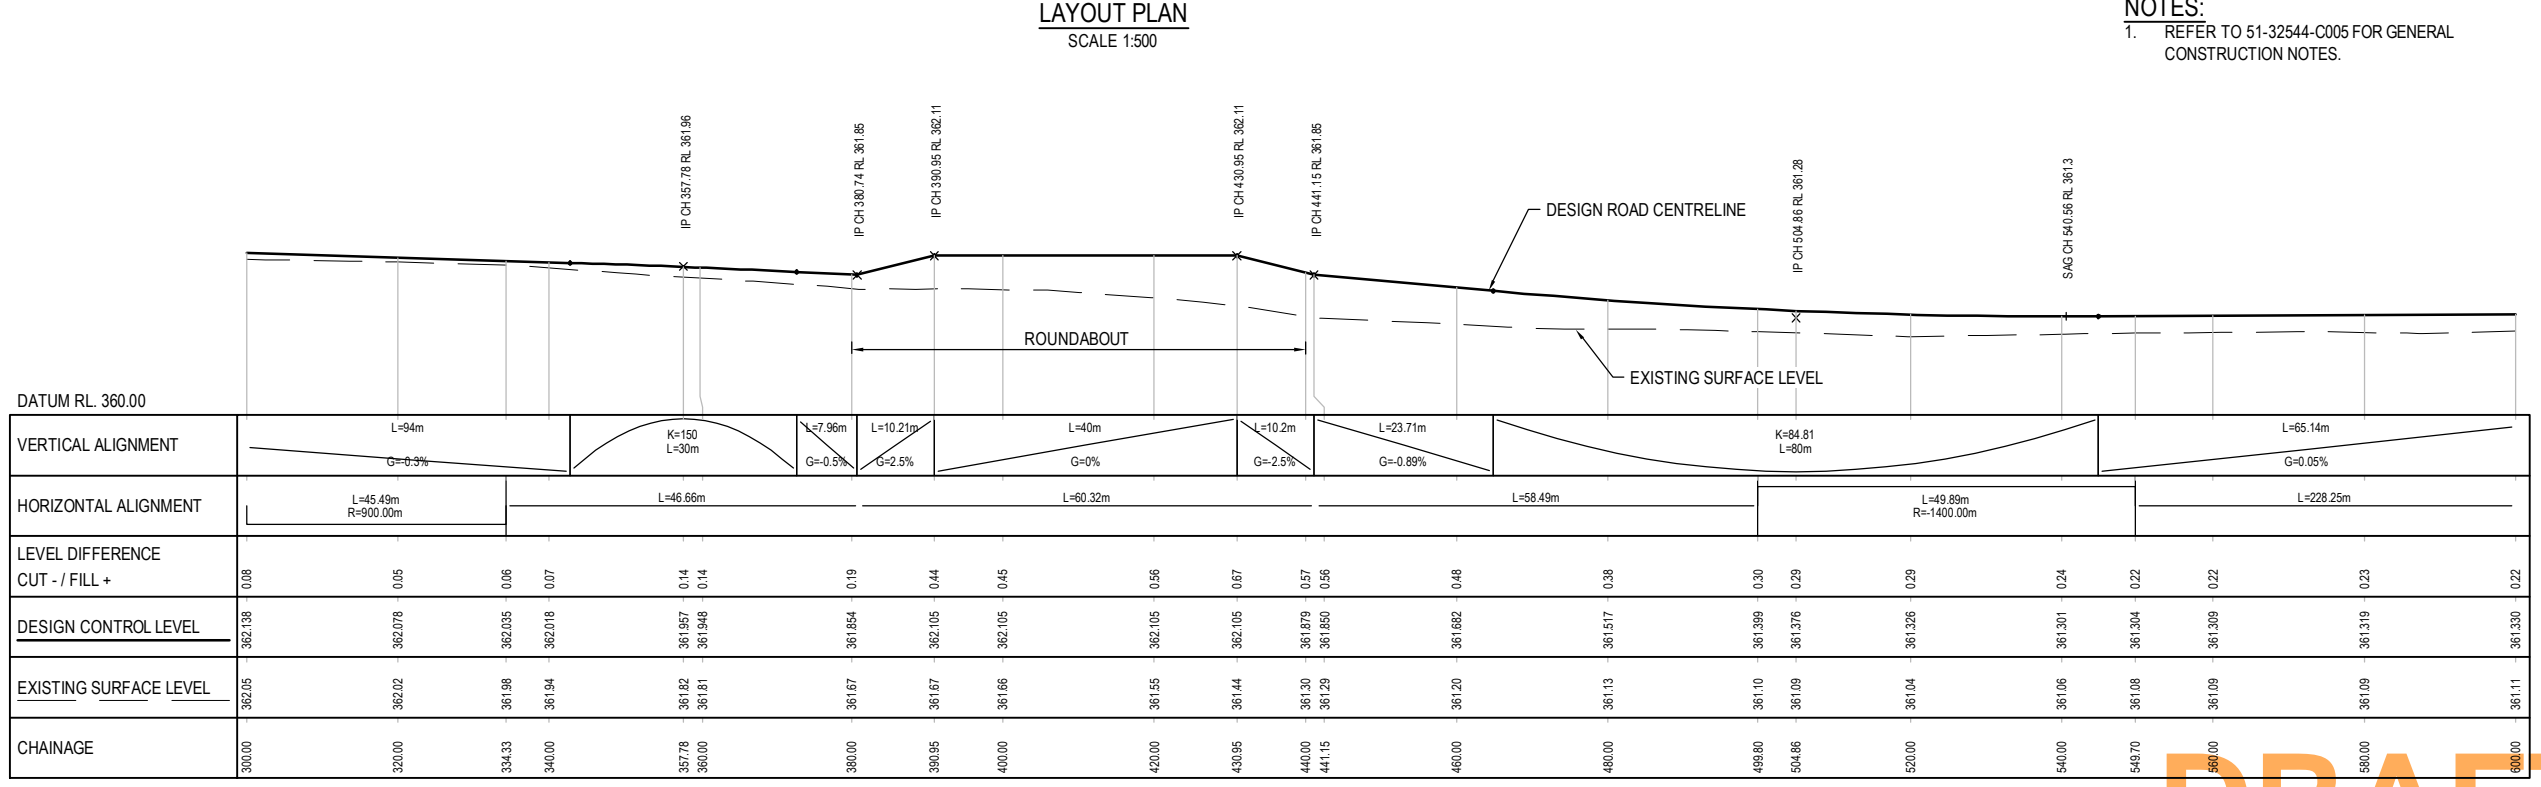 LAYOUT PLAN
SCALE 1:500
NOTES:
1. REFER TO 51-32544-C005 FOR GENERAL
CONSTRUCTION NOTES.
IP CH 357.78 RL 361.96
IP CH 380.74 RL 361.85
IP CH 390.95 RL 362.11
IP CH 430.95 RL 362.11
IP CH 441.15 RL 361.85
IP CH 504.86 RL 361.28
SAG CH 540.56 RL 361.3
DESIGN ROAD CENTRELINE
ROUNDABOUT
EXISTING SURFACE LEVEL
DATUM RL. 360.00
VERTICAL ALIGNMENT
L=94m
G=-0.3%
K=150
L=30m
L=7.96m
G=-0.5%
L=10.21m
G=2.5%
L=40m
G=0%
L=10.2m
G=-2.5%
L=23.71m
G=-0.89%
K=84.81
L=80m
L=65.14m
G=0.05%
HORIZONTAL ALIGNMENT
L=45.49m
R=900.00m
L=46.66m
L=60.32m
L=58.49m
L=49.89m
R=-1400.00m
L=228.25m
LEVEL DIFFERENCE
CUT - / FILL +
0.08 0.05 0.06 0.07 0.14 0.14 0.19 0.44 0.45 0.56 0.67 0.57 0.56 0.48 0.38 0.30 0.29 0.29 0.24 0.22 0.22 0.23 0.22
DESIGN CONTROL LEVEL
362.138 362.078 362.035 362.018 361.957 361.948 361.854 362.105 362.105 362.105 362.105 361.879 361.850 361.682 361.517 361.399 361.376 361.326 361.301 361.304 361.309 361.319 361.330
EXISTING SURFACE LEVEL
362.05 362.02 361.98 361.94 361.82 361.81 361.67 361.67 361.66 361.55 361.44 361.30 361.29 361.20 361.13 361.10 361.09 361.04 361.06 361.08 361.09 361.09 361.11
CHAINAGE
300.00 320.00 334.33 340.00 357.78 360.00 380.00 390.95 400.00 420.00 430.95 440.00 441.15 460.00 480.00 499.80 504.86 520.00 540.00 549.70 560.00 580.00 600.00
DRAFT